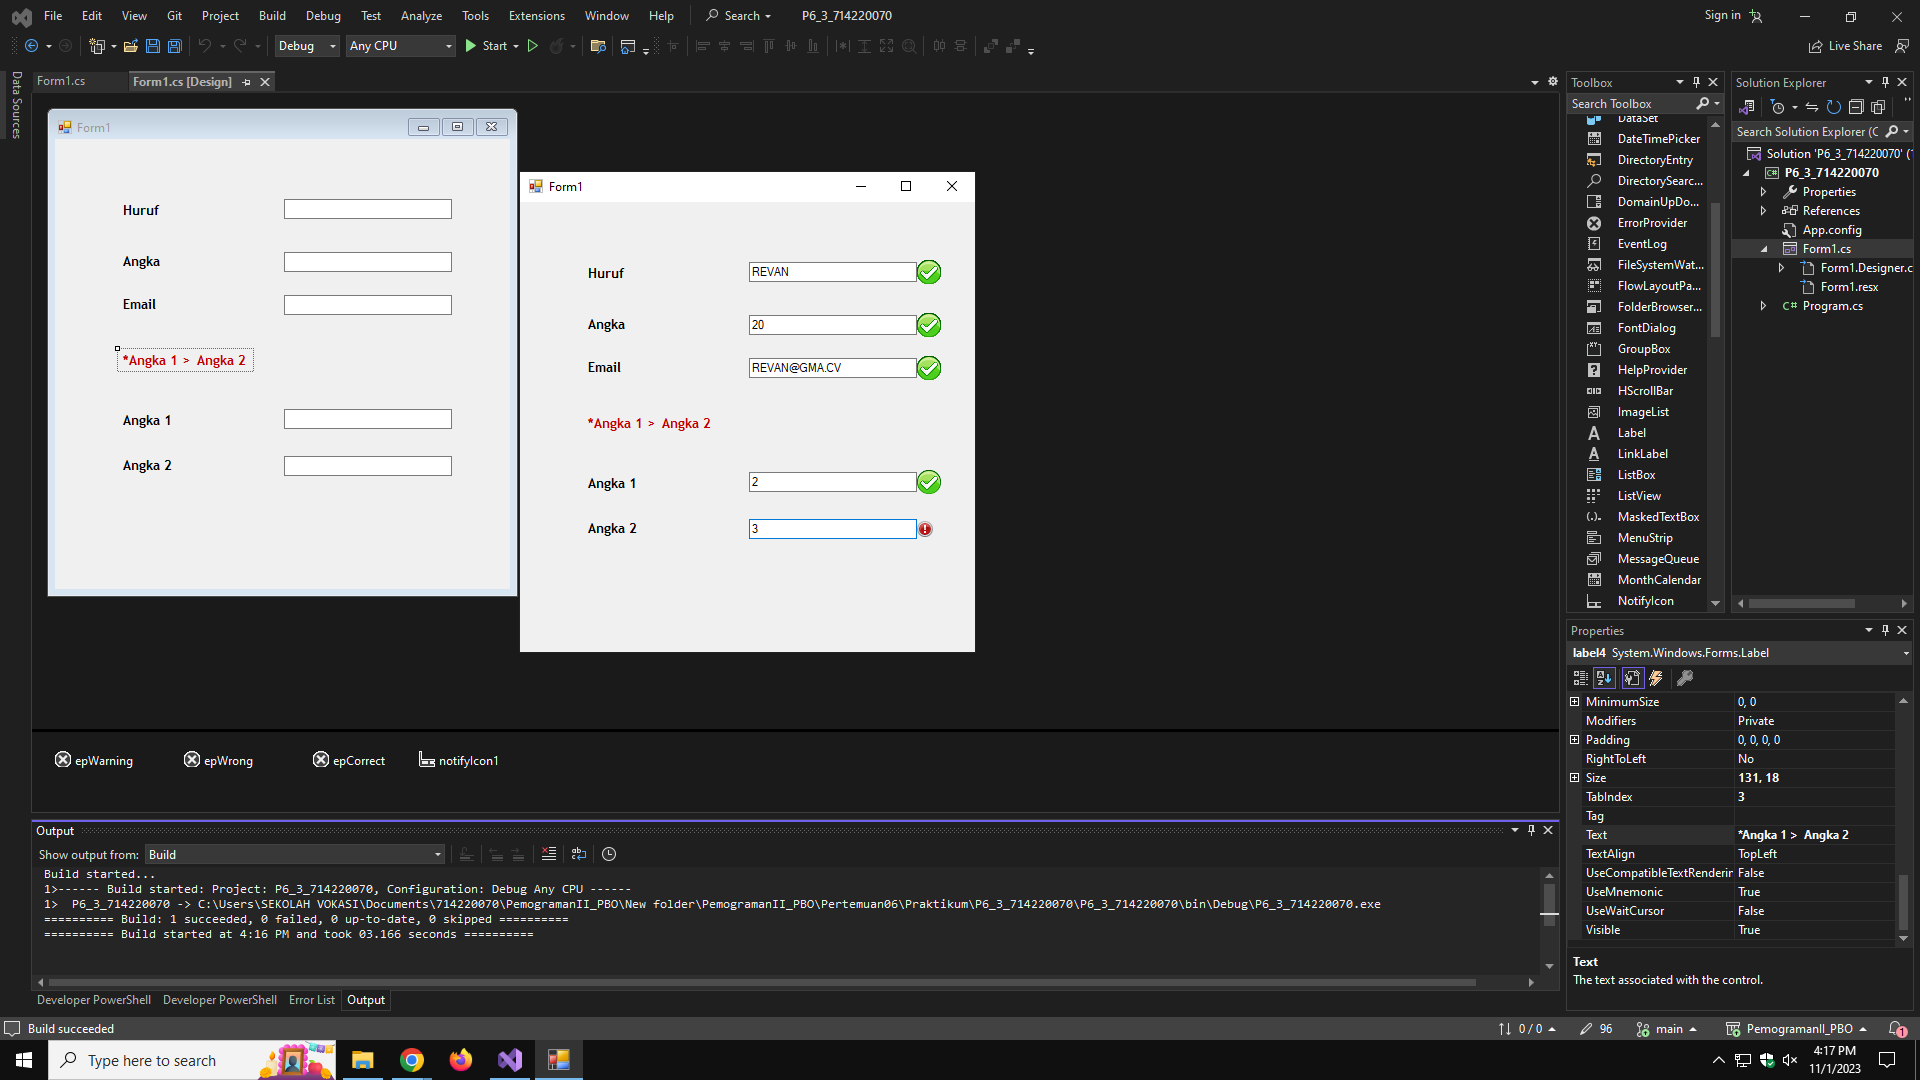 File Edit View Git Project Build Debug Test Analyze Tools Extensions Window Help Search P6_3_714220070 Sign in
Debug Any CPU Start Live Share
Data Sources
Form1.cs Form1.cs [Design]
Form1
Huruf
Angka
Email
*Angka 1 > Angka 2
Angka 1
Angka 2
Form1
Huruf REVAN
Angka 20
Email REVAN@GMA.CV
*Angka 1 > Angka 2
Angka 1 2
Angka 2 3
epWarning epWrong epCorrect notifyIcon1
Output
Show output from: Build
Build started...
1>------ Build started: Project: P6_3_714220070, Configuration: Debug Any CPU ------
1> P6_3_714220070 -> C:\Users\SEKOLAH VOKASI\Documents\714220070\PemogramanII_PBO\New folder\PemogramanII_PBO\Pertemuan06\Praktikum\P6_3_714220070\P6_3_714220070\bin\Debug\P6_3_714220070.exe
========== Build: 1 succeeded, 0 failed, 0 up-to-date, 0 skipped ==========
========== Build started at 4:16 PM and took 03.166 seconds ==========
Developer PowerShell Developer PowerShell Error List Output
Toolbox
Search Toolbox
DataSet
DateTimePicker
DirectoryEntry
DirectorySearc...
DomainUpDo...
ErrorProvider
EventLog
FileSystemWat...
FlowLayoutPa...
FolderBrowser...
FontDialog
GroupBox
HelpProvider
HScrollBar
ImageList
Label
LinkLabel
ListBox
ListView
MaskedTextBox
MenuStrip
MessageQueue
MonthCalendar
NotifyIcon
Solution Explorer
Search Solution Explorer (C
Solution 'P6_3_714220070' (1
P6_3_714220070
Properties
References
App.config
Form1.cs
Form1.Designer.c
Form1.resx
C# Program.cs
Properties
label4 System.Windows.Forms.Label
MinimumSize 0, 0
Modifiers Private
Padding 0, 0, 0, 0
RightToLeft No
Size 131, 18
TabIndex 3
Tag
Text *Angka 1 > Angka 2
TextAlign TopLeft
UseCompatibleTextRenderin False
UseMnemonic True
UseWaitCursor False
Visible True
Text
The text associated with the control.
Build succeeded 0 / 0 96 main PemogramanII_PBO 1
Type here to search
4:17 PM
11/1/2023